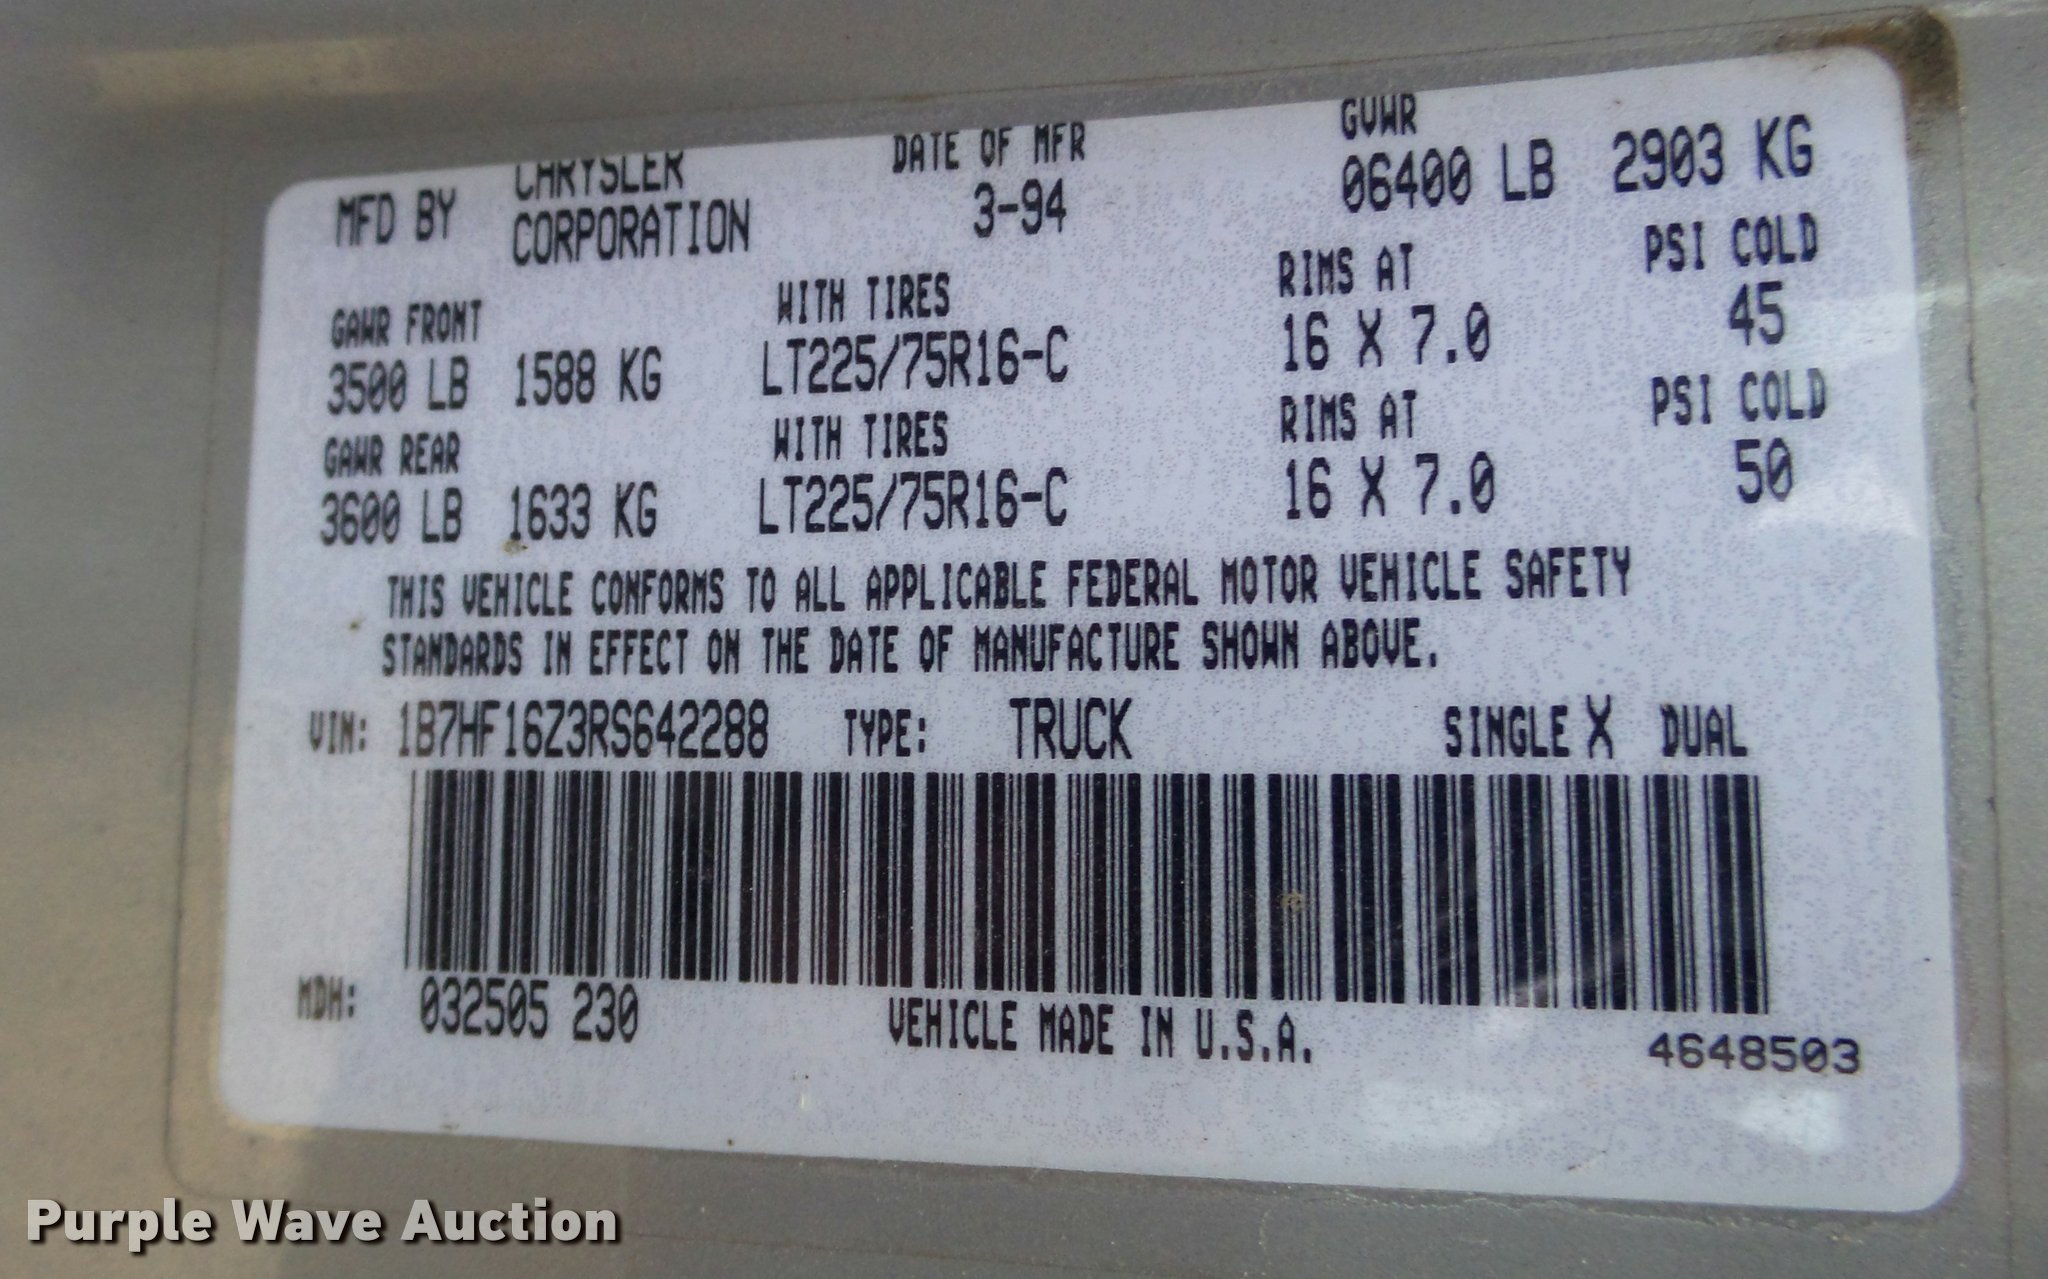 MFD BY CHRYSLER CORPORATION DATE OF MFR 3-94 GVWR 06400 LB 2903 KG
GAWR FRONT WITH TIRES RIMS AT PSI COLD
3500 LB 1588 KG LT225/75R16-C 16 X 7.0 45
GAWR REAR WITH TIRES RIMS AT PSI COLD
3600 LB 1633 KG LT225/75R16-C 16 X 7.0 50
THIS VEHICLE CONFORMS TO ALL APPLICABLE FEDERAL MOTOR VEHICLE SAFETY
STANDARDS IN EFFECT ON THE DATE OF MANUFACTURE SHOWN ABOVE.
VIN: 1B7HF16Z3RS642288 TYPE: TRUCK SINGLE X DUAL
MDH: 032505 230 VEHICLE MADE IN U.S.A. 4648503
Purple Wave Auction